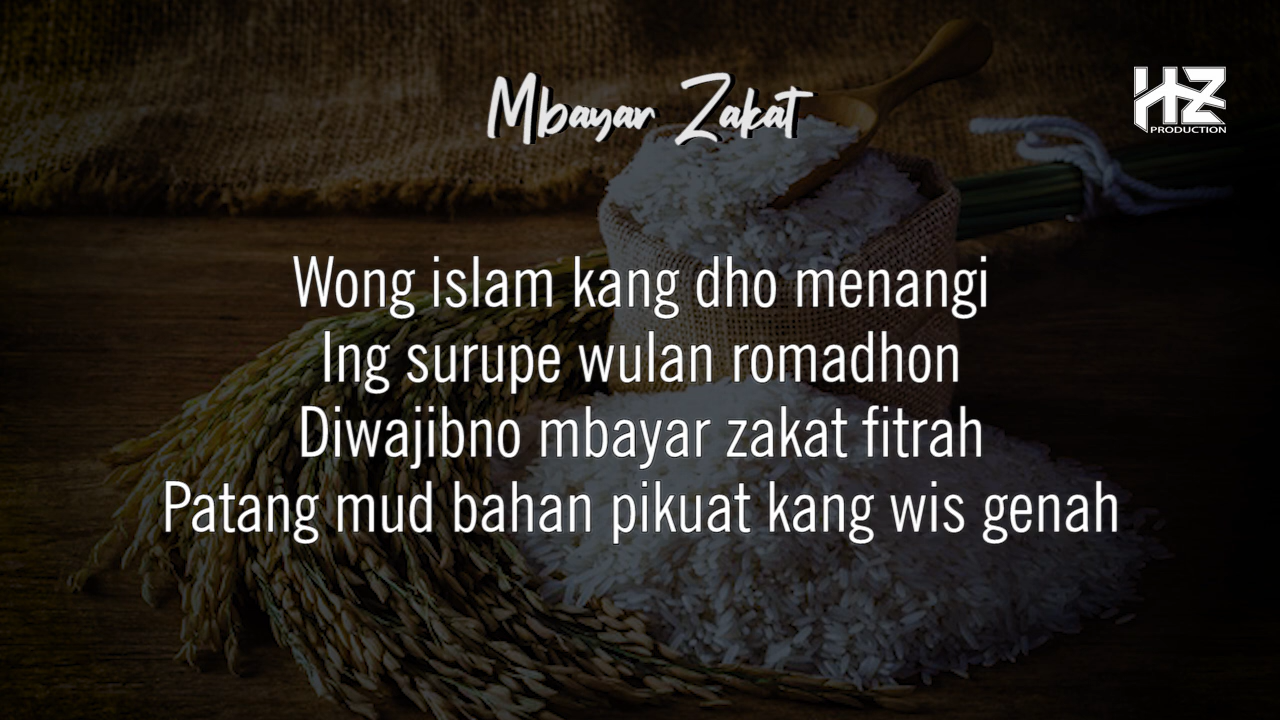 Mbayar Zakat
HZ
PRODUCTION
Wong islam kang dho menangi
Ing surupe wulan romadhon
Diwajibno mbayar zakat fitrah
Patang mud bahan pikuat kang wis genah